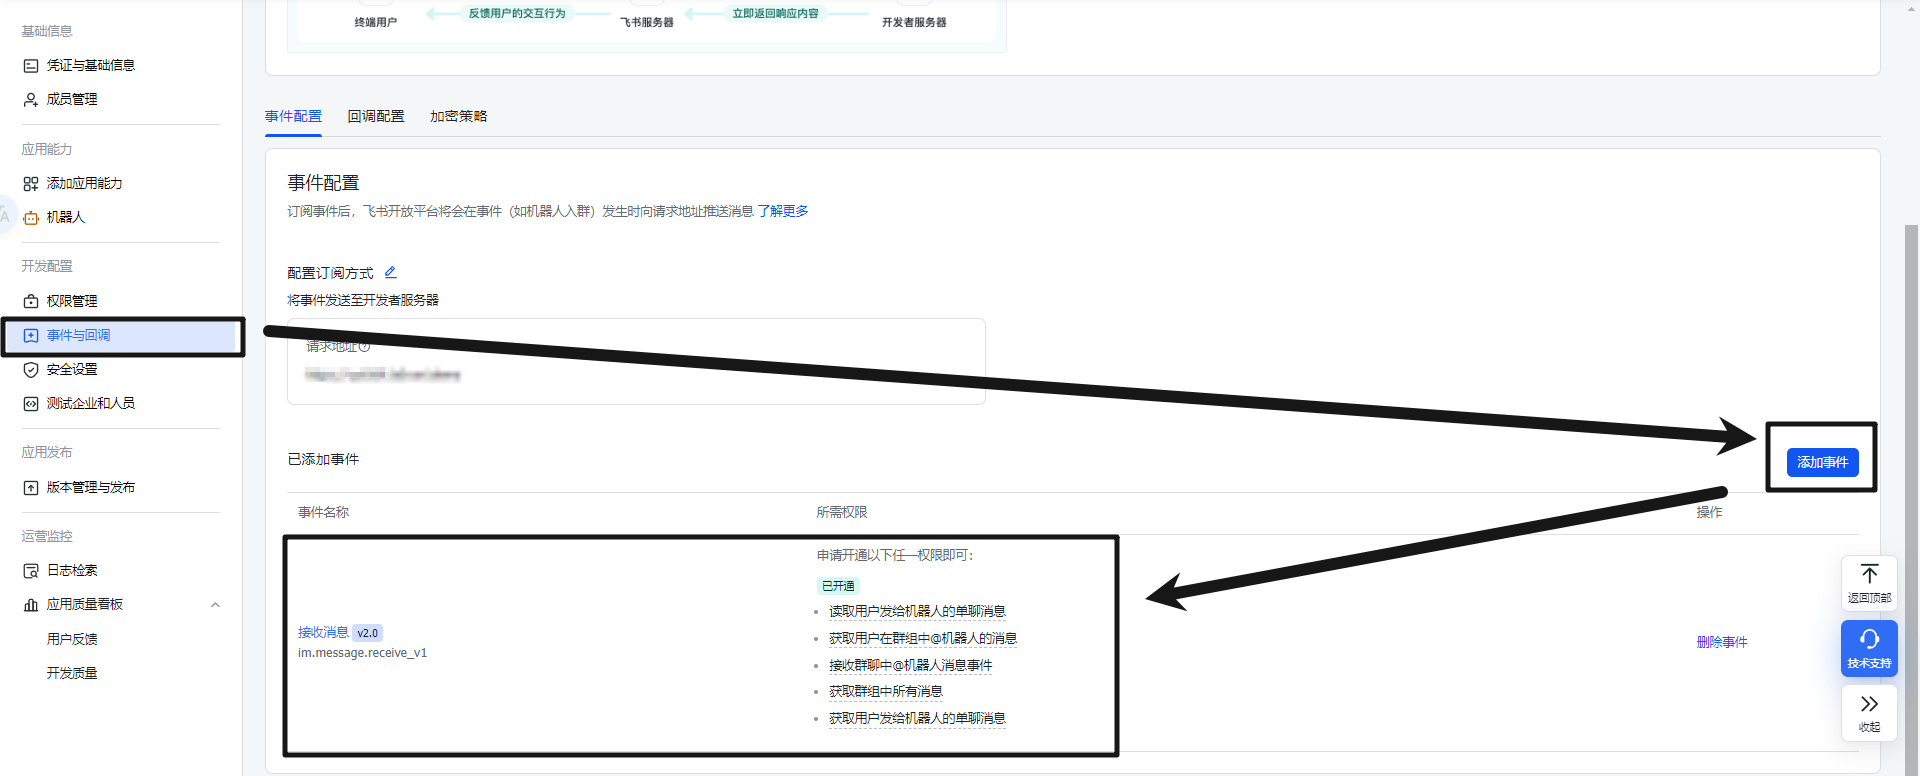 基础信息
凭证与基础信息
成员管理
应用能力
添加应用能力
机器人
开发配置
权限管理
事件与回调
安全设置
测试企业和人员
应用发布
版本管理与发布
运营监控
日志检索
应用质量看板
用户反馈
开发质量
终端用户
反馈用户的交互行为
飞书服务器
立即返回响应内容
开发者服务器
事件配置 回调配置 加密策略
事件配置
订阅事件后，飞书开放平台将会在事件（如机器人入群）发生时向请求地址推送消息 了解更多
配置订阅方式
将事件发送至开发者服务器
请求地址
已添加事件
添加事件
事件名称 所需权限 操作
申请开通以下任一权限即可：
已开通
读取用户发给机器人的单聊消息
获取用户在群组中@机器人的消息
接收群聊中@机器人消息事件
获取群组中所有消息
获取用户发给机器人的单聊消息
接收消息 v2.0
im.message.receive_v1
删除事件
返回顶部
技术支持
收起